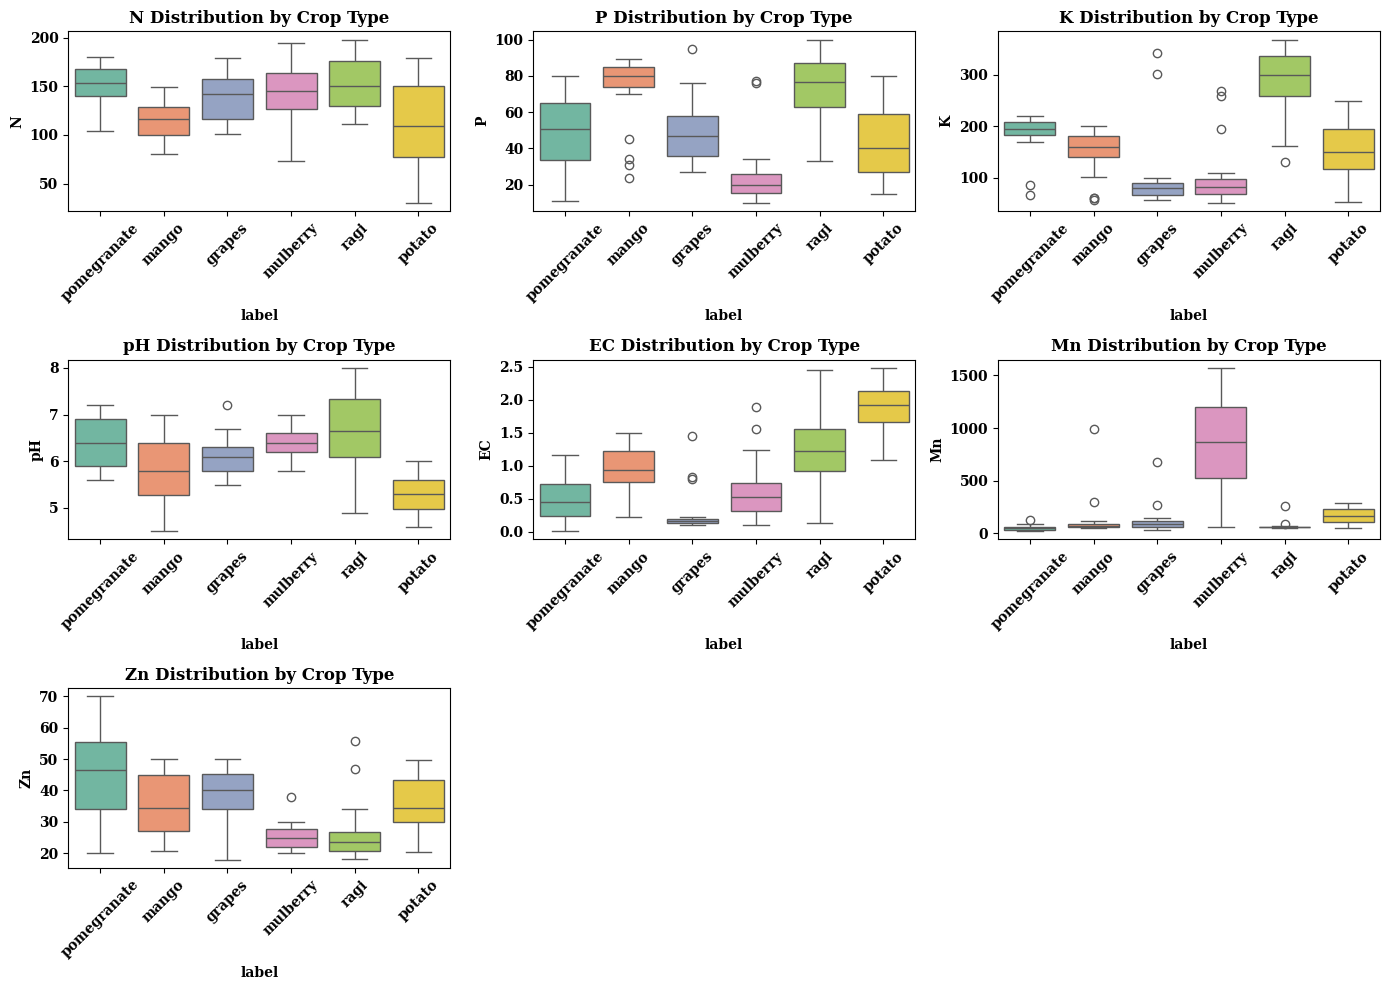 N Distribution by Crop Type
N
200
150
100
50
pomegranate
mango
grapes
mulberry
ragi
potato
label
P Distribution by Crop Type
P
100
80
60
40
20
pomegranate
mango
grapes
mulberry
ragi
potato
label
K Distribution by Crop Type
K
300
200
100
pomegranate
mango
grapes
mulberry
ragi
potato
label
pH Distribution by Crop Type
pH
8
7
6
5
pomegranate
mango
grapes
mulberry
ragi
potato
label
EC Distribution by Crop Type
EC
2.5
2.0
1.5
1.0
0.5
0.0
pomegranate
mango
grapes
mulberry
ragi
potato
label
Mn Distribution by Crop Type
Mn
1500
1000
500
0
pomegranate
mango
grapes
mulberry
ragi
potato
label
Zn Distribution by Crop Type
Zn
70
60
50
40
30
20
pomegranate
mango
grapes
mulberry
ragi
potato
label